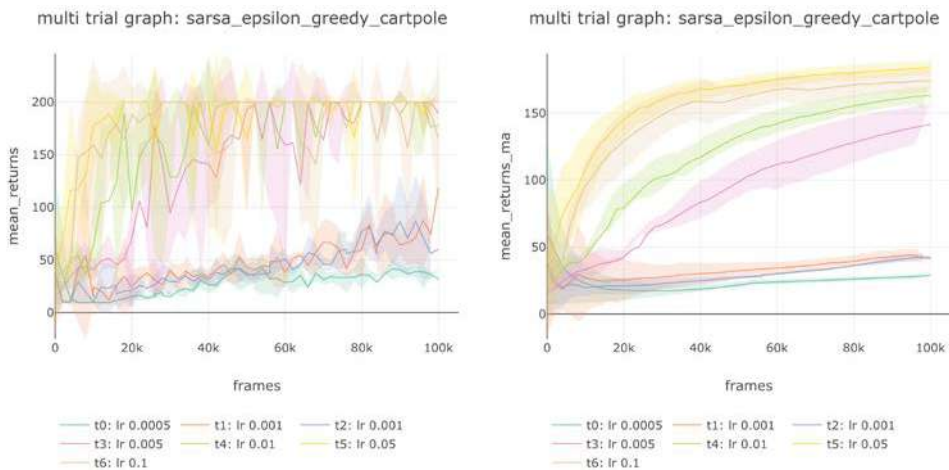 multi trial graph: sarsa_epsilon_greedy_cartpole
mean_returns
200
150
100
50
0
0 20k 40k 60k 80k 100k
frames
t0: lr 0.0005 t1: lr 0.001 t2: lr 0.001
t3: lr 0.005 t4: lr 0.01 t5: lr 0.05
t6: lr 0.1
multi trial graph: sarsa_epsilon_greedy_cartpole
mean_returns_ma
150
100
50
0
0 20k 40k 60k 80k 100k
frames
t0: lr 0.0005 t1: lr 0.001 t2: lr 0.001
t3: lr 0.005 t4: lr 0.01 t5: lr 0.05
t6: lr 0.1